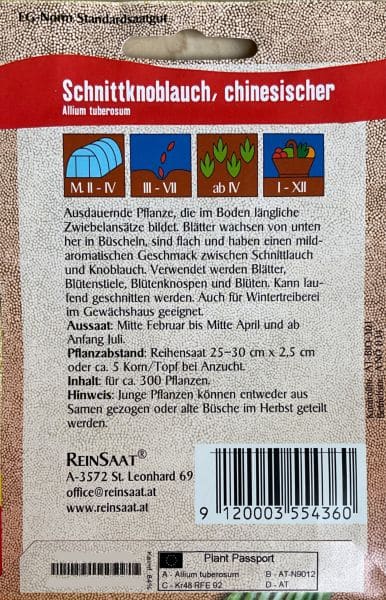 EG-Norm Standardsaatgut
Schnittknoblauch, chinesischer
Allium tuberosum
M. II - IV
III - VII
ab IV
I - XII
Ausdauernde Pflanze, die im Boden längliche
Zwiebelansätze bildet. Blätter wachsen von unten
her in Büscheln, sind flach und haben einen mild-
aromatischen Geschmack zwischen Schnittlauch
und Knoblauch. Verwendet werden Blätter,
Blütenstiele, Blütenknospen und Blüten. Kann lau-
fend geschnitten werden. Auch für Wintertreiberei
im Gewächshaus geeignet.
Aussaat: Mitte Februar bis Mitte April und ab
Anfang Juli.
Pflanzabstand: Reihensaat 25-30 cm x 2,5 cm
oder ca. 5 Korn/Topf bei Anzucht.
Inhalt: für ca. 300 Pflanzen.
Hinweis: Junge Pflanzen können entweder aus
Samen gezogen oder alte Büsche im Herbst geteilt
werden.
REINSAAT®
A-3572 St. Leonhard 69
office@reinsaat.at
www.reinsaat.at
9 120003 554360
Keimf. 84%
Plant Passport
A - Allium tuberosum
B - AT-N9012
C - Kr48 RFE 92
D - AT